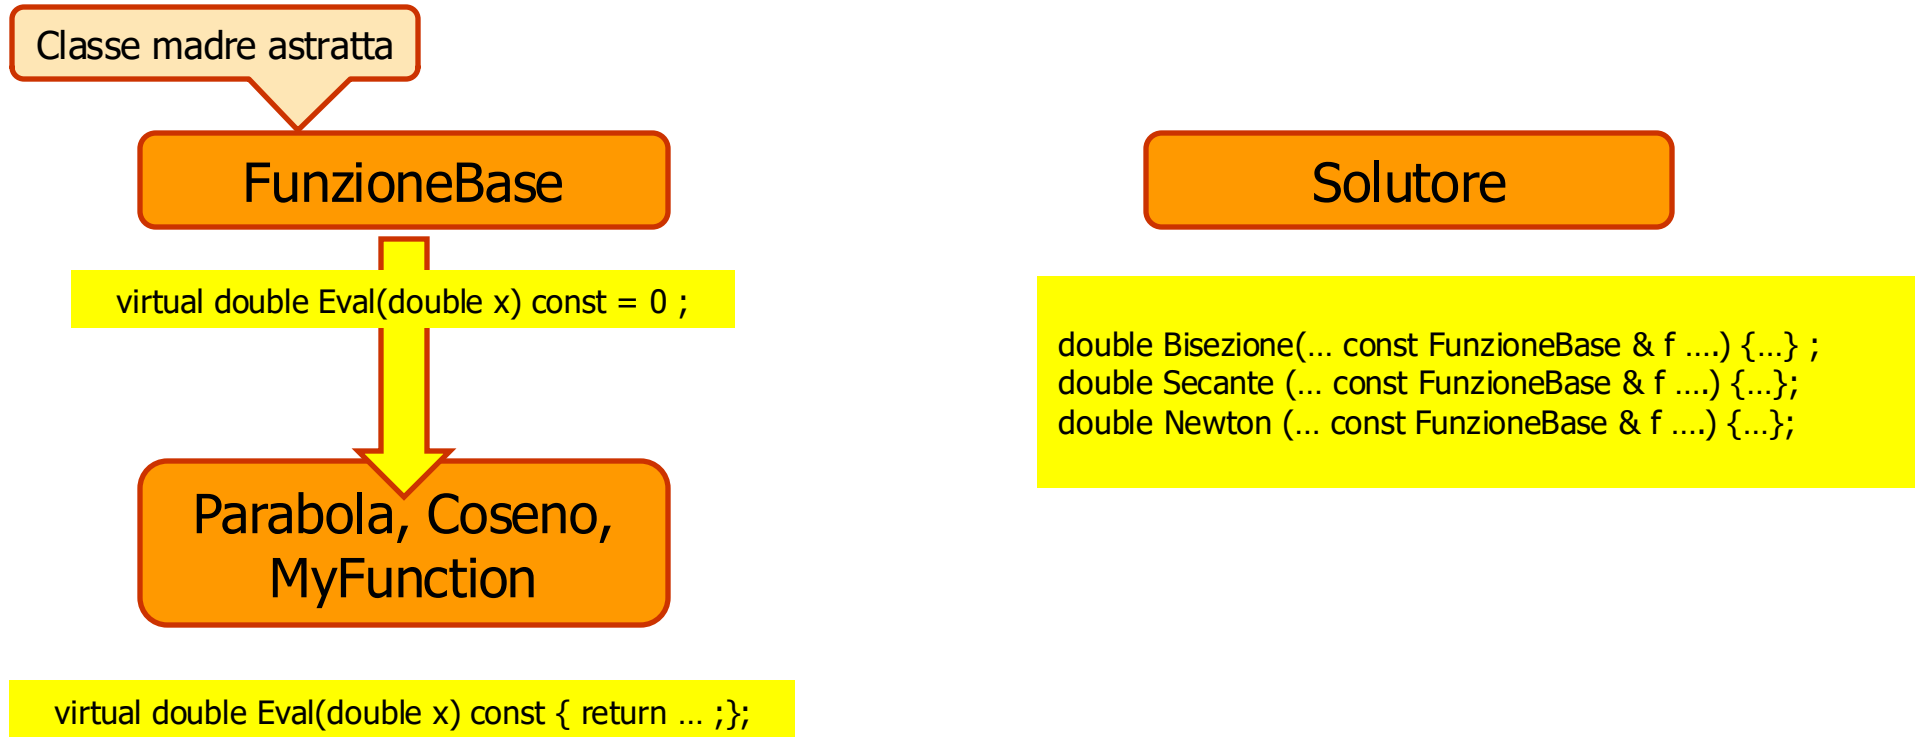 Classe madre astratta
FunzioneBase
virtual double Eval(double x) const = 0 ;
Parabola, Coseno,
MyFunction
virtual double Eval(double x) const { return … ;};
Solutore
double Bisezione(… const FunzioneBase & f ….) {…} ;
double Secante (… const FunzioneBase & f ….) {…};
double Newton (… const FunzioneBase & f ….) {…};